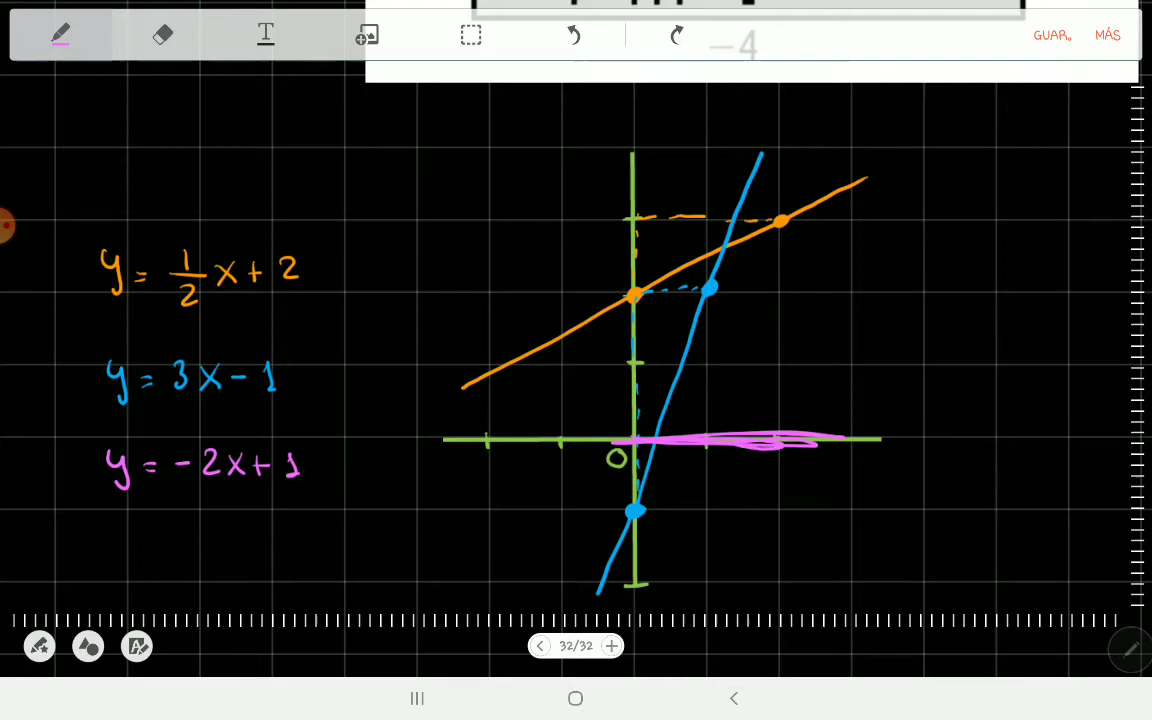 T
GUAR.
MÁS
-4
y = 1/2 x + 2
y = 3x - 1
y = -2x + 1
0
32/32